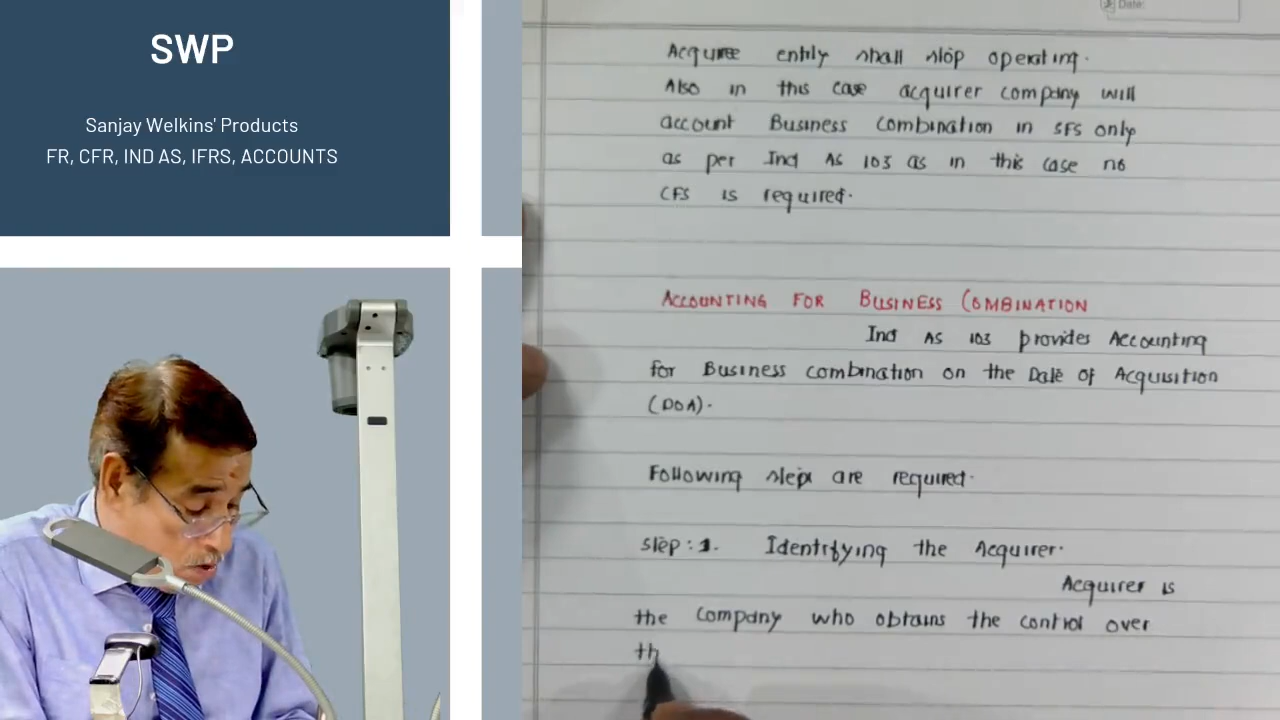 SWP
Sanjay Welkins' Products
FR, CFR, IND AS, IFRS, ACCOUNTS
Date:
Acquiree entity shall stop operating.
Also in this case acquirer company will
account Business Combination in SFS only
as per Ind AS 103 as in this case no
CFS is required.
ACCOUNTING FOR BUSINESS COMBINATION
Ind AS 103 provides Accounting
for Business combination on the Date of Acquisition
(DOA).
Following steps are required.
Step: 1. Identifying the Acquirer.
Acquirer is
the Company who obtains the control over
th